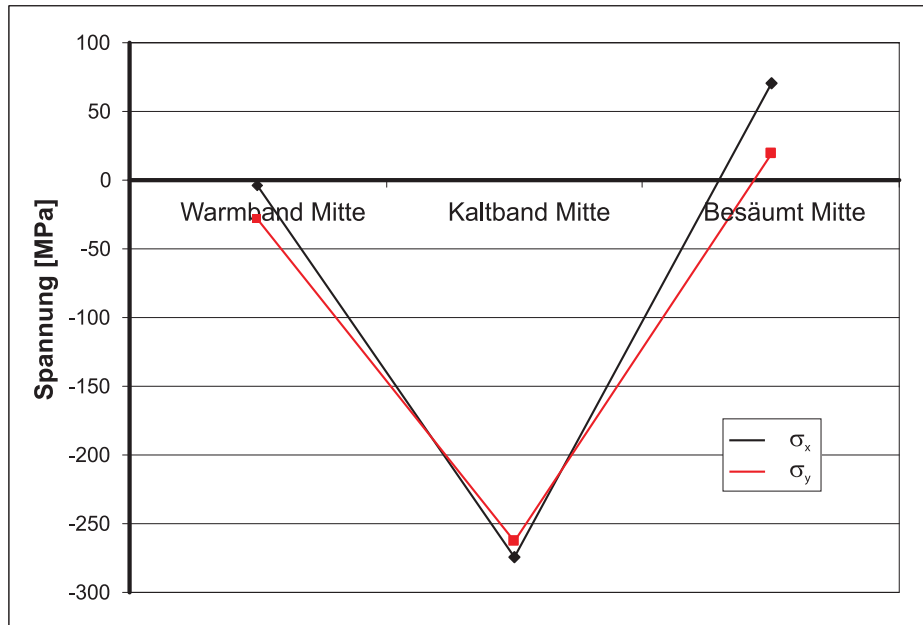 100
50
0
Warmband Mitte Kaltband Mitte Besäumt Mitte
-50
-100
-150
-200
-250
-300
Spannung [MPa]
σx
σy